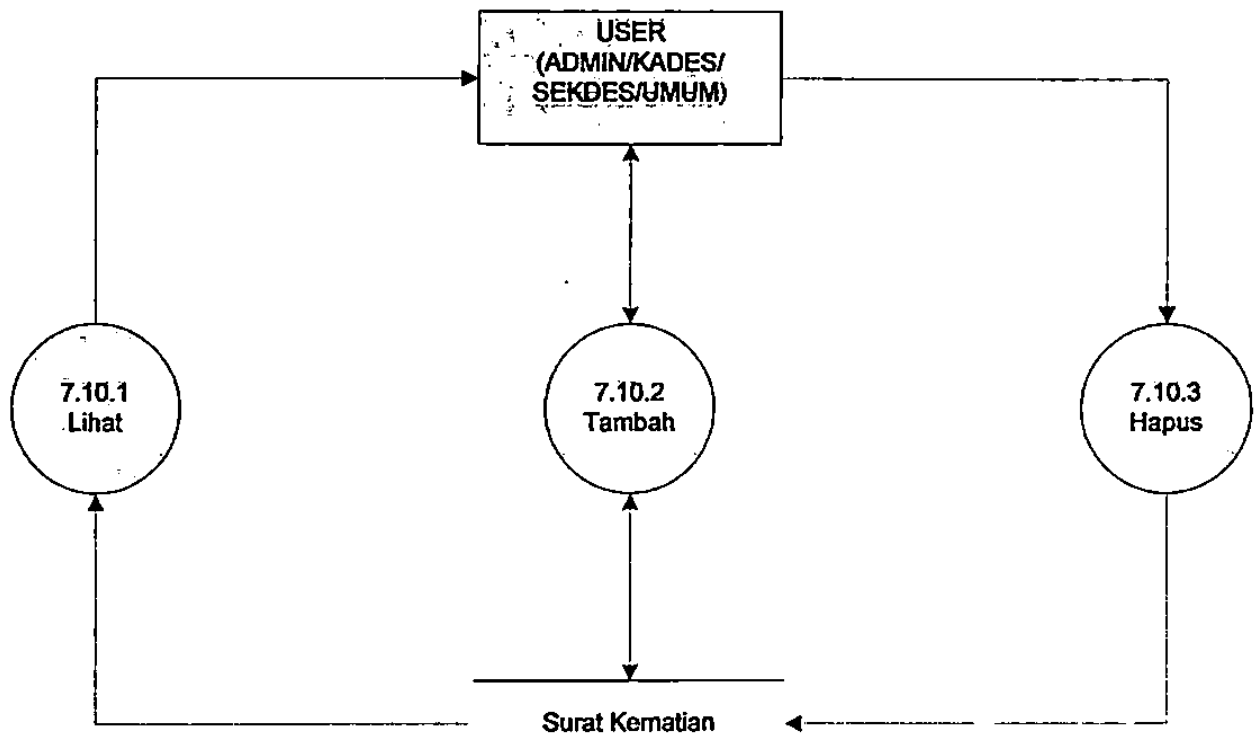 USER
(ADMIN/KADES/
SEKDES/UMUM)
7.10.1
Lihat
7.10.2
Tambah
7.10.3
Hapus
Surat Kematian